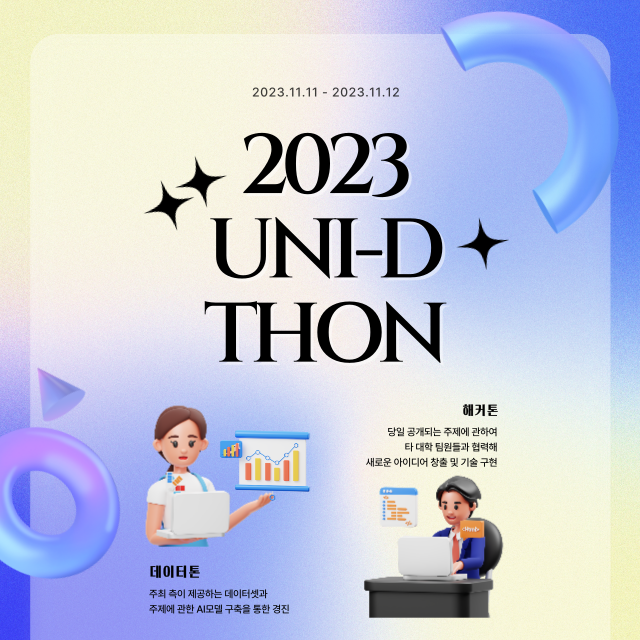 2023.11.11 - 2023.11.12
2023
UNI-D
THON
해커톤
당일 공개되는 주제에 관하여
타 대학 팀원들과 협력해
새로운 아이디어 창출 및 기술 구현
데이터톤
주최 측이 제공하는 데이터셋과
주제에 관한 AI모델 구축을 통한 경진